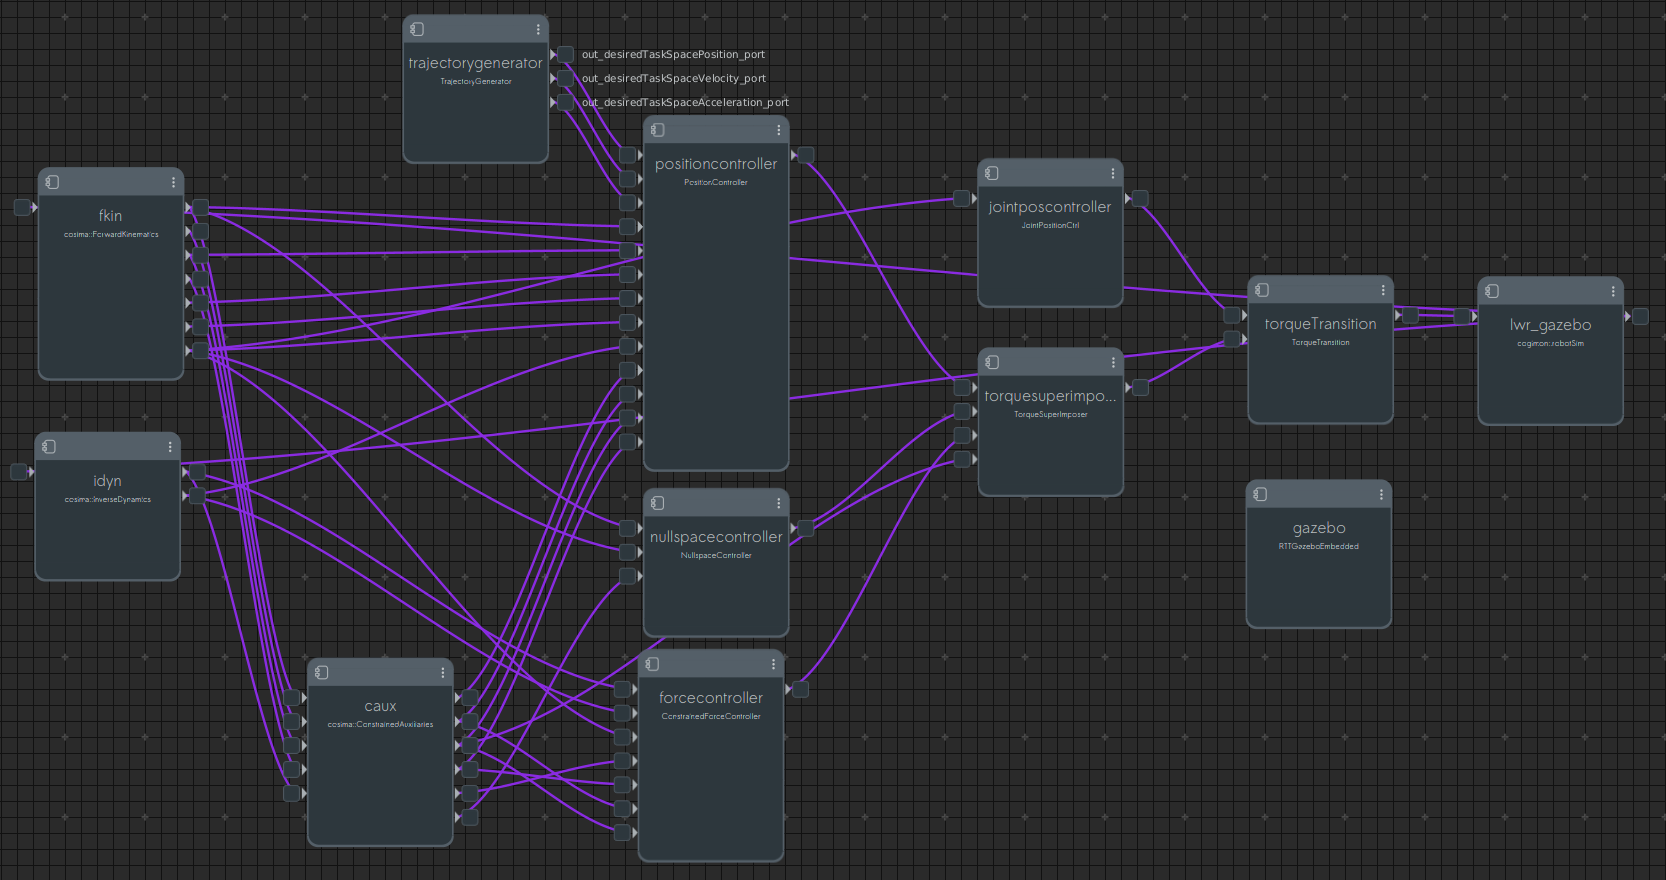 trajectorygenerator
TrajectoryGenerator
out_desiredTaskSpacePosition_port
out_desiredTaskSpaceVelocity_port
out_desiredTaskSpaceAcceleration_port
positioncontroller
PositionController
fkin
cosima::ForwardKinematics
jointposcontroller
JointPositionCtrl
torqueTransition
TorqueTransition
lwr_gazebo
cogimon::robotSim
torquesuperimpo...
TorqueSuperImposer
idyn
cosima::InverseDynamics
nullspacecontroller
NullspaceController
gazebo
RTTGazeboEmbedded
caux
cosima::ConstrainedAuxiliaries
forcecontroller
ConstrainedForceController